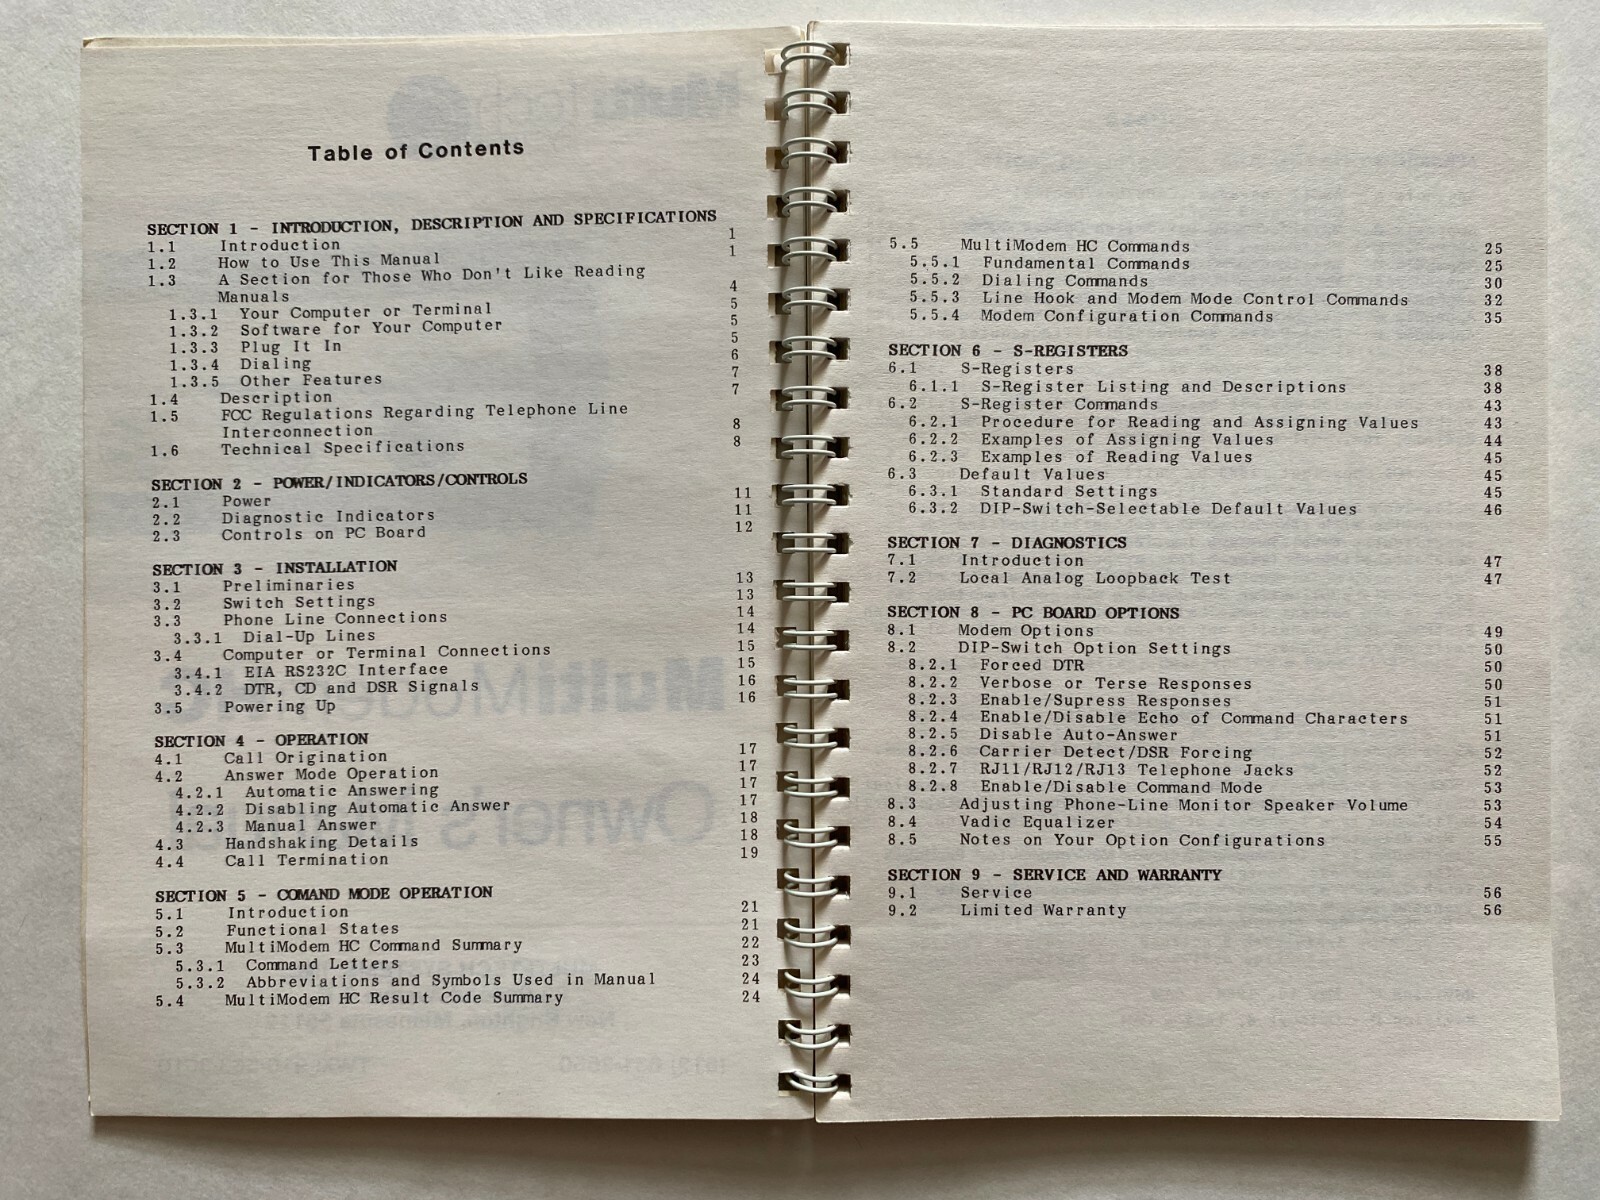 Table of Contents
SECTION 1 - INTRODUCTION, DESCRIPTION AND SPECIFICATIONS
1.1 Introduction 1
1.2 How to Use This Manual 1
1.3 A Section for Those Who Don't Like Reading
Manuals 4
1.3.1 Your Computer or Terminal 5
1.3.2 Software for Your Computer 5
1.3.3 Plug It In 5
1.3.4 Dialing 6
1.3.5 Other Features 7
1.4 Description 7
1.5 FCC Regulations Regarding Telephone Line
Interconnection 8
1.6 Technical Specifications 8
SECTION 2 - POWER/INDICATORS/CONTROLS
2.1 Power 11
2.2 Diagnostic Indicators 11
2.3 Controls on PC Board 12
SECTION 3 - INSTALLATION
3.1 Preliminaries 13
3.2 Switch Settings 13
3.3 Phone Line Connections 14
3.3.1 Dial-Up Lines 14
3.4 Computer or Terminal Connections 15
3.4.1 EIA RS232C Interface 15
3.4.2 DTR, CD and DSR Signals 16
3.5 Powering Up 16
SECTION 4 - OPERATION
4.1 Call Origination 17
4.2 Answer Mode Operation 17
4.2.1 Automatic Answering 17
4.2.2 Disabling Automatic Answer 17
4.2.3 Manual Answer 18
4.3 Handshaking Details 18
4.4 Call Termination 19
SECTION 5 - COMAND MODE OPERATION
5.1 Introduction 21
5.2 Functional States 21
5.3 MultiModem HC Command Summary 22
5.3.1 Command Letters 23
5.3.2 Abbreviations and Symbols Used in Manual 24
5.4 MultiModem HC Result Code Summary 24
5.5 MultiModem HC Commands 25
5.5.1 Fundamental Commands 25
5.5.2 Dialing Commands 30
5.5.3 Line Hook and Modem Mode Control Commands 32
5.5.4 Modem Configuration Commands 35
SECTION 6 - S-REGISTERS
6.1 S-Registers 38
6.1.1 S-Register Listing and Descriptions 38
6.2 S-Register Commands 43
6.2.1 Procedure for Reading and Assigning Values 43
6.2.2 Examples of Assigning Values 44
6.2.3 Examples of Reading Values 45
6.3 Default Values 45
6.3.1 Standard Settings 45
6.3.2 DIP-Switch-Selectable Default Values 46
SECTION 7 - DIAGNOSTICS
7.1 Introduction 47
7.2 Local Analog Loopback Test 47
SECTION 8 - PC BOARD OPTIONS
8.1 Modem Options 49
8.2 DIP-Switch Option Settings 50
8.2.1 Forced DTR 50
8.2.2 Verbose or Terse Responses 50
8.2.3 Enable/Supress Responses 51
8.2.4 Enable/Disable Echo of Command Characters 51
8.2.5 Disable Auto-Answer 51
8.2.6 Carrier Detect/DSR Forcing 52
8.2.7 RJ11/RJ12/RJ13 Telephone Jacks 52
8.2.8 Enable/Disable Command Mode 53
8.3 Adjusting Phone-Line Monitor Speaker Volume 53
8.4 Vadic Equalizer 54
8.5 Notes on Your Option Configurations 55
SECTION 9 - SERVICE AND WARRANTY
9.1 Service 56
9.2 Limited Warranty 56